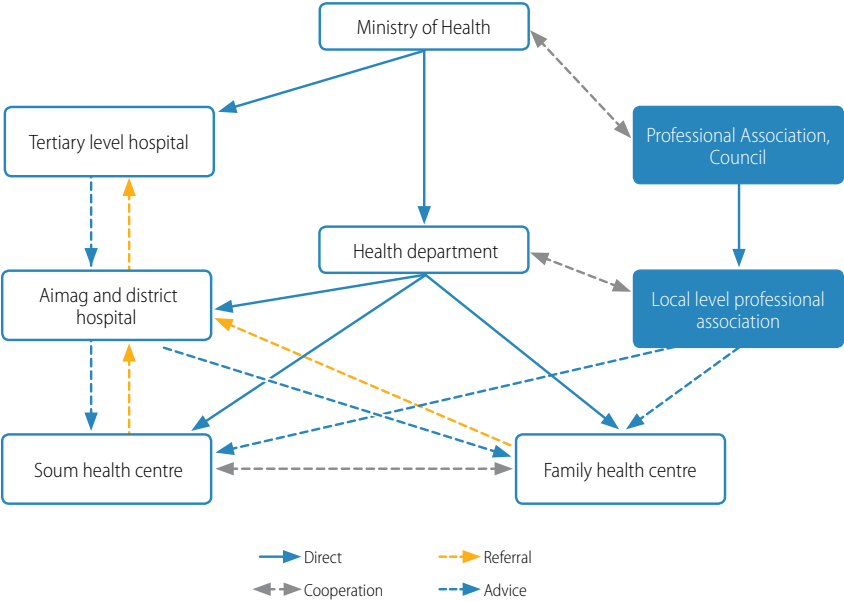 Ministry of Health
Tertiary level hospital
Professional Association,
Council
Health department
Aimag and district
hospital
Local level professional
association
Soum health centre
Family health centre
Direct
Referral
Cooperation
Advice